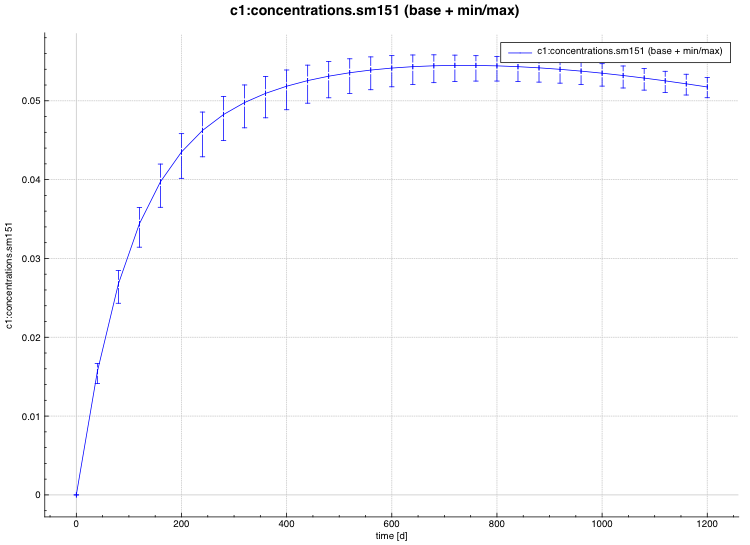 c1:concentrations.sm151 (base + min/max)
c1:concentrations.sm151 (base + min/max)
c1:concentrations.sm151
0.05
0.04
0.03
0.02
0.01
0
0 200 400 600 800 1000 1200
time [d]